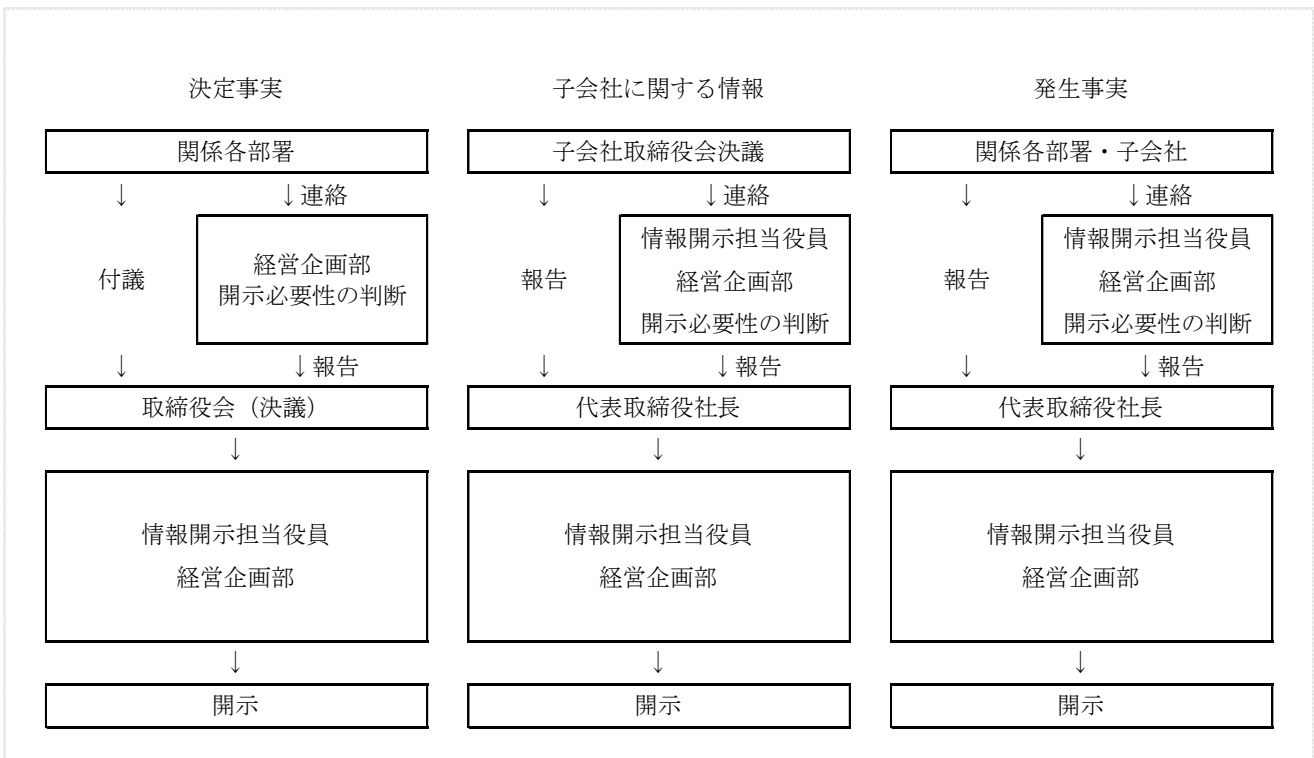 決定事実
関係各部署
↓ ↓連絡
付議
経営企画部
開示必要性の判断
↓ ↓報告
取締役会（決議）
↓
情報開示担当役員
経営企画部
↓
開示
子会社に関する情報
子会社取締役会決議
↓ ↓連絡
報告
情報開示担当役員
経営企画部
開示必要性の判断
↓ ↓報告
代表取締役社長
↓
情報開示担当役員
経営企画部
↓
開示
発生事実
関係各部署・子会社
↓ ↓連絡
報告
情報開示担当役員
経営企画部
開示必要性の判断
↓ ↓報告
代表取締役社長
↓
情報開示担当役員
経営企画部
↓
開示